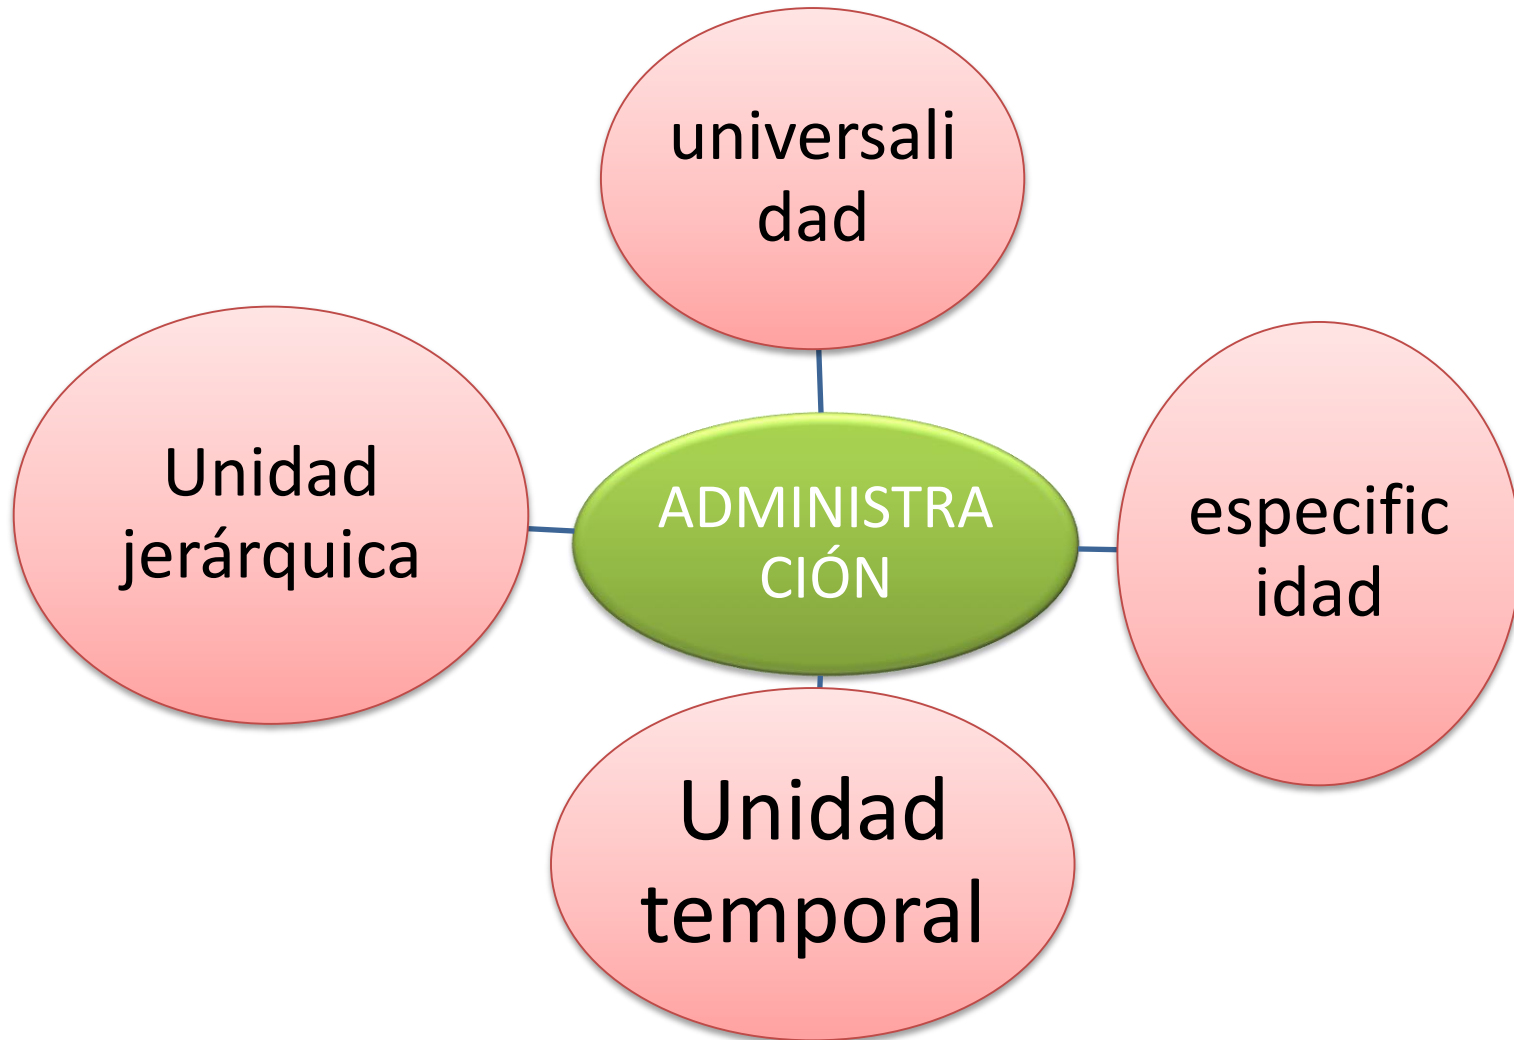 universali
dad
Unidad
jerárquica
ADMINISTRA
CIÓN
especific
idad
Unidad
temporal